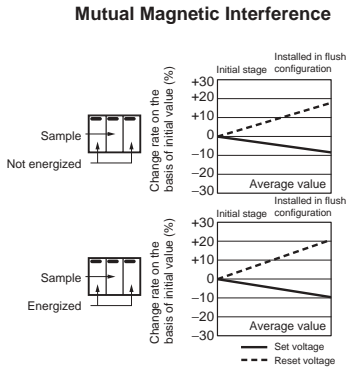 Mutual Magnetic Interference
Sample
Not energized
Change rate on the
basis of initial value (%)
Initial stage
Installed in flush
configuration
+30
+20
+10
0
−10
−20
−30
Average value
Sample
Energized
Change rate on the
basis of initial value (%)
Initial stage
Installed in flush
configuration
+30
+20
+10
0
−10
−20
−30
Average value
Set voltage
Reset voltage